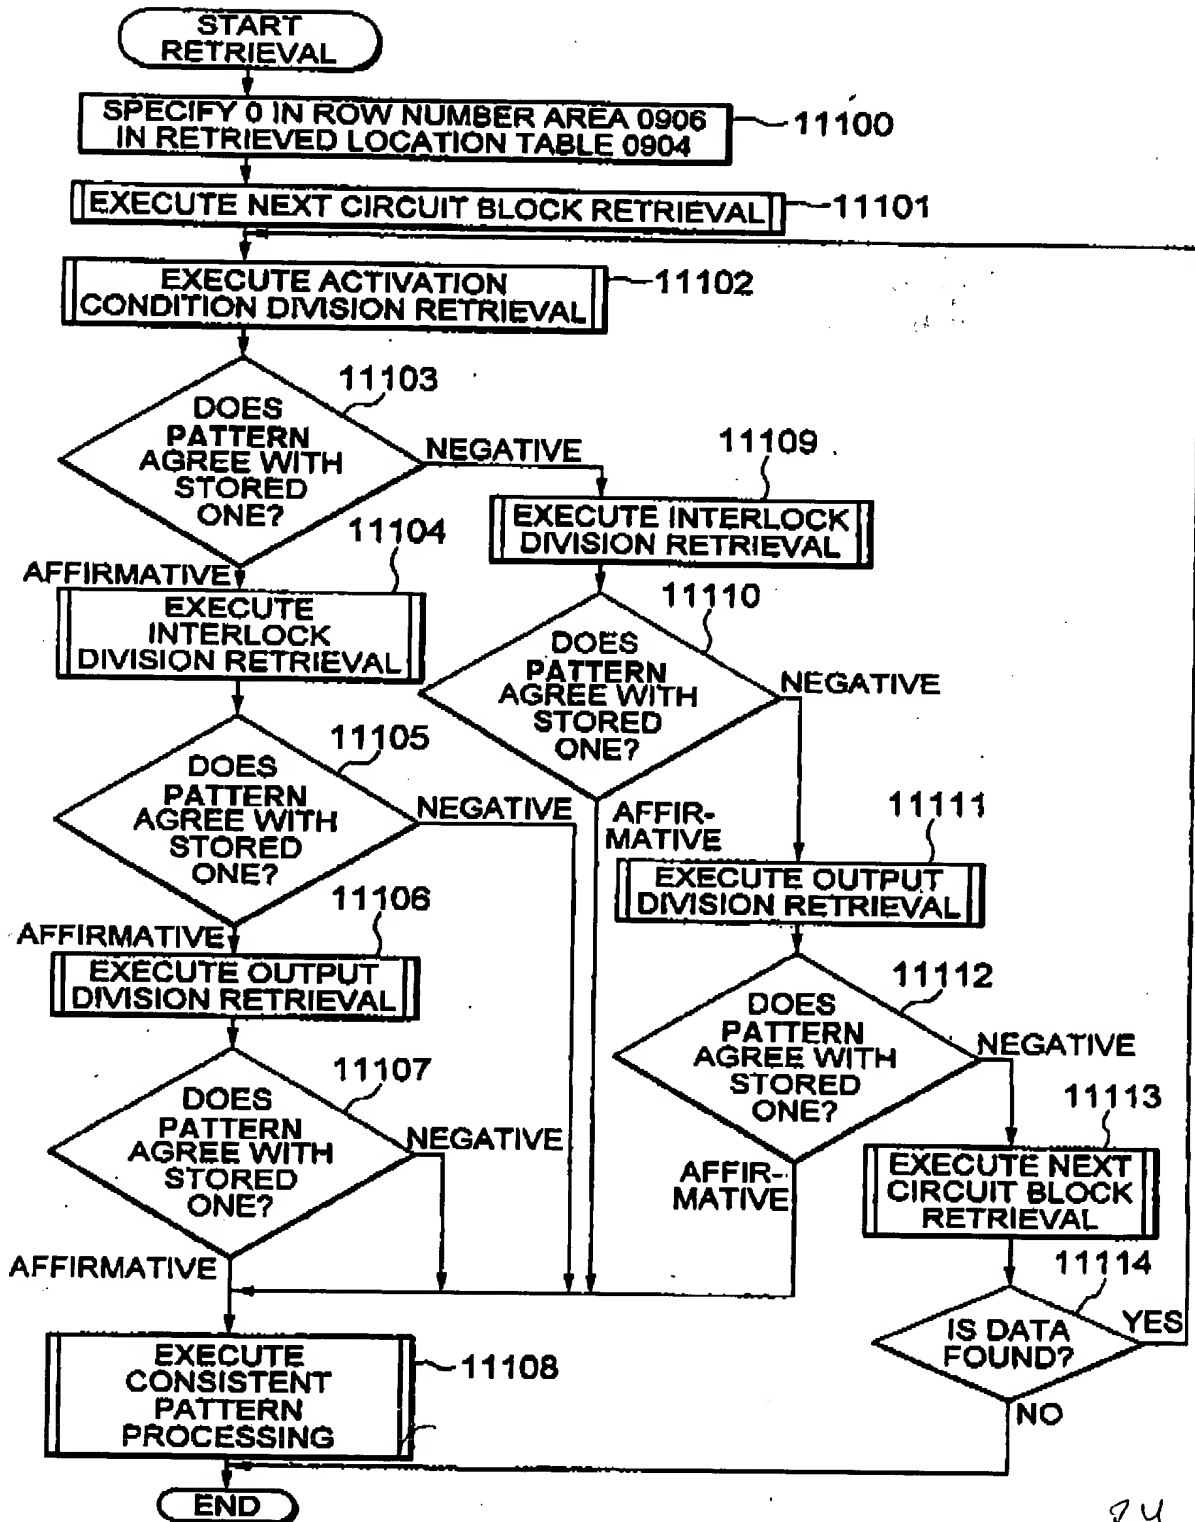 START
RETRIEVAL
SPECIFY 0 IN ROW NUMBER AREA 0906
IN RETRIEVED LOCATION TABLE 0904
11100
EXECUTE NEXT CIRCUIT BLOCK RETRIEVAL
11101
EXECUTE ACTIVATION
CONDITION DIVISION RETRIEVAL
11102
11103
DOES
PATTERN
AGREE WITH
STORED
ONE?
NEGATIVE
AFFIRMATIVE
11104
EXECUTE
INTERLOCK
DIVISION RETRIEVAL
11105
DOES
PATTERN
AGREE WITH
STORED
ONE?
NEGATIVE
AFFIRMATIVE
11106
EXECUTE OUTPUT
DIVISION RETRIEVAL
11107
DOES
PATTERN
AGREE WITH
STORED
ONE?
NEGATIVE
AFFIRMATIVE
EXECUTE
CONSISTENT
PATTERN
PROCESSING
11108
END
11109
EXECUTE INTERLOCK
DIVISION RETRIEVAL
11110
DOES
PATTERN
AGREE WITH
STORED
ONE?
NEGATIVE
AFFIR-
MATIVE
11111
EXECUTE OUTPUT
DIVISION RETRIEVAL
11112
DOES
PATTERN
AGREE WITH
STORED
ONE?
NEGATIVE
AFFIR-
MATIVE
11113
EXECUTE NEXT
CIRCUIT BLOCK
RETRIEVAL
11114
IS DATA
FOUND?
YES
NO